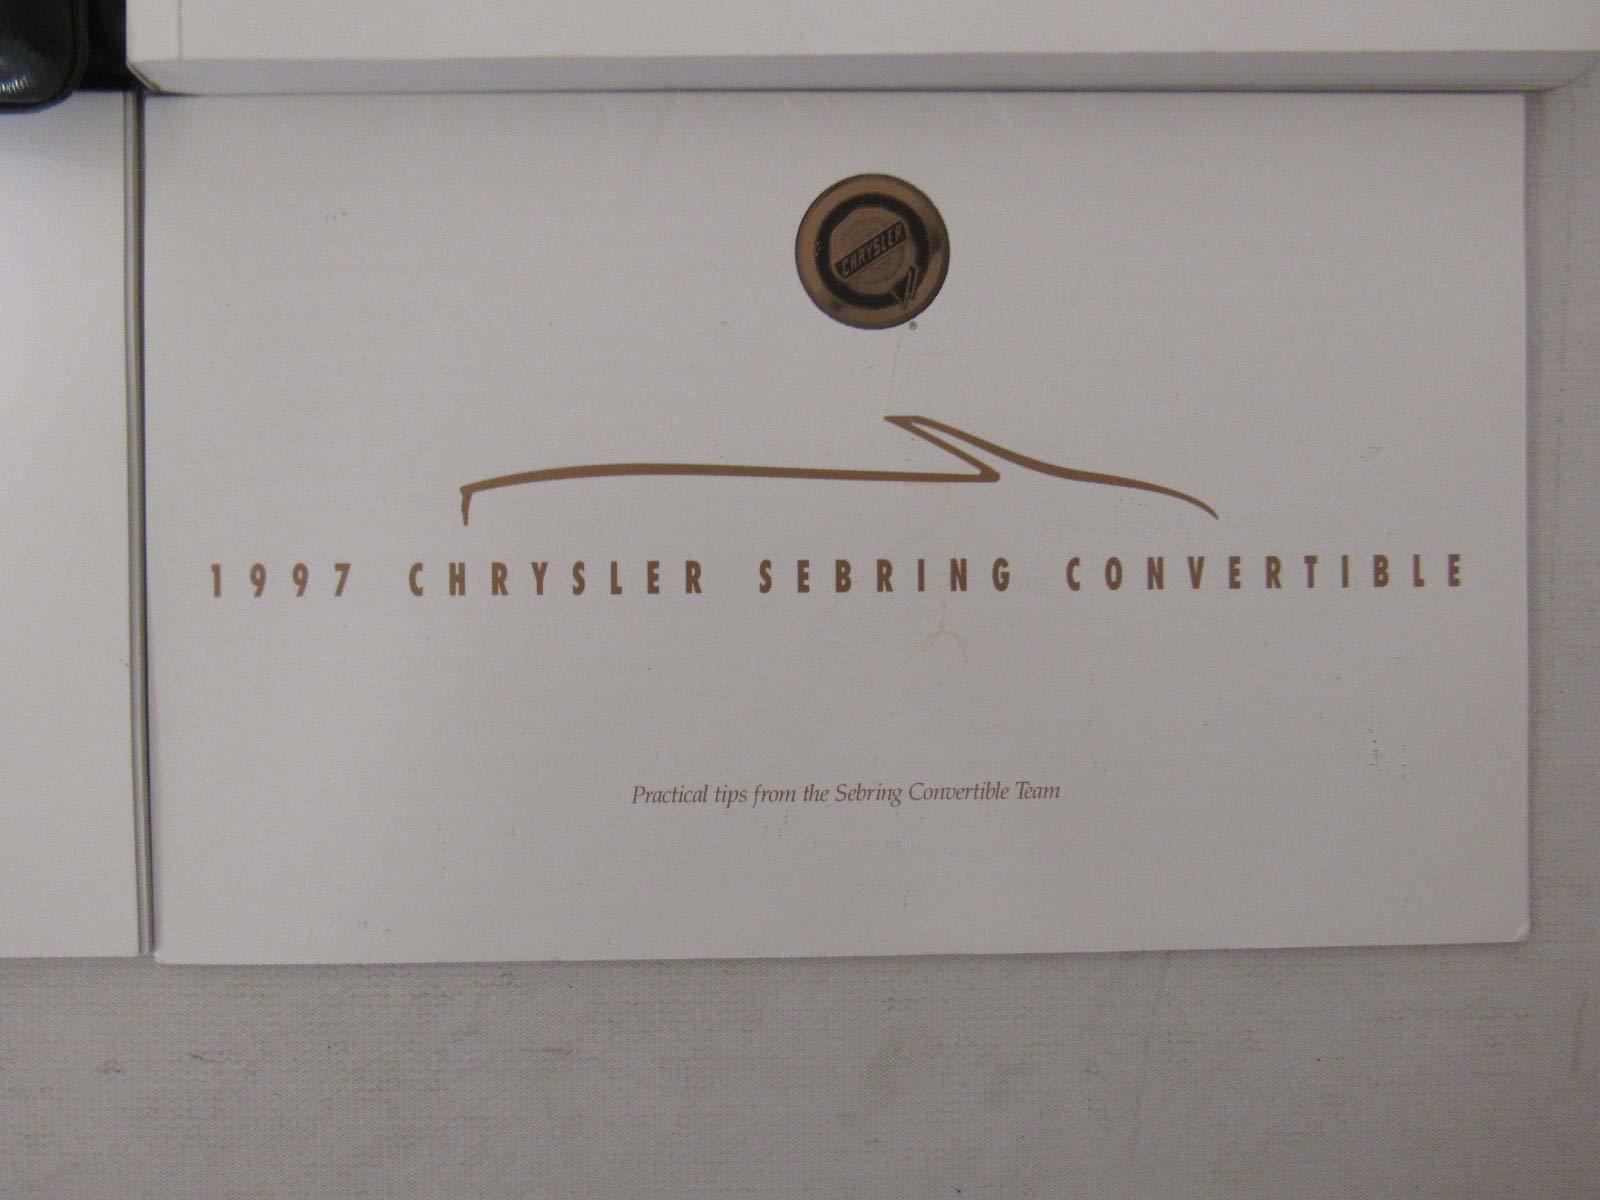 CHRYSLER
®
1997 CHRYSLER SEBRING CONVERTIBLE
Practical tips from the Sebring Convertible Team